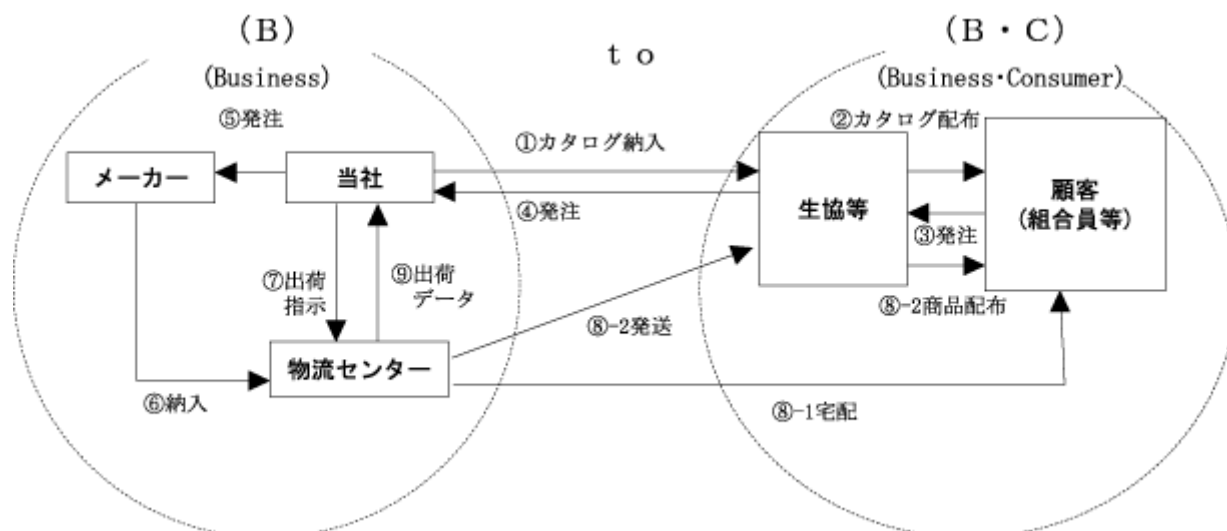 (B)
to
(B・C)
(Business)
(Business・Consumer)
⑤発注
②カタログ配布
①カタログ納入
メーカー
当社
生協等
顧客
(組合員等)
④発注
③発注
⑦出荷
指示
⑨出荷
データ
⑧-2発送
⑧-2商品配布
物流センター
⑥納入
⑧-1宅配